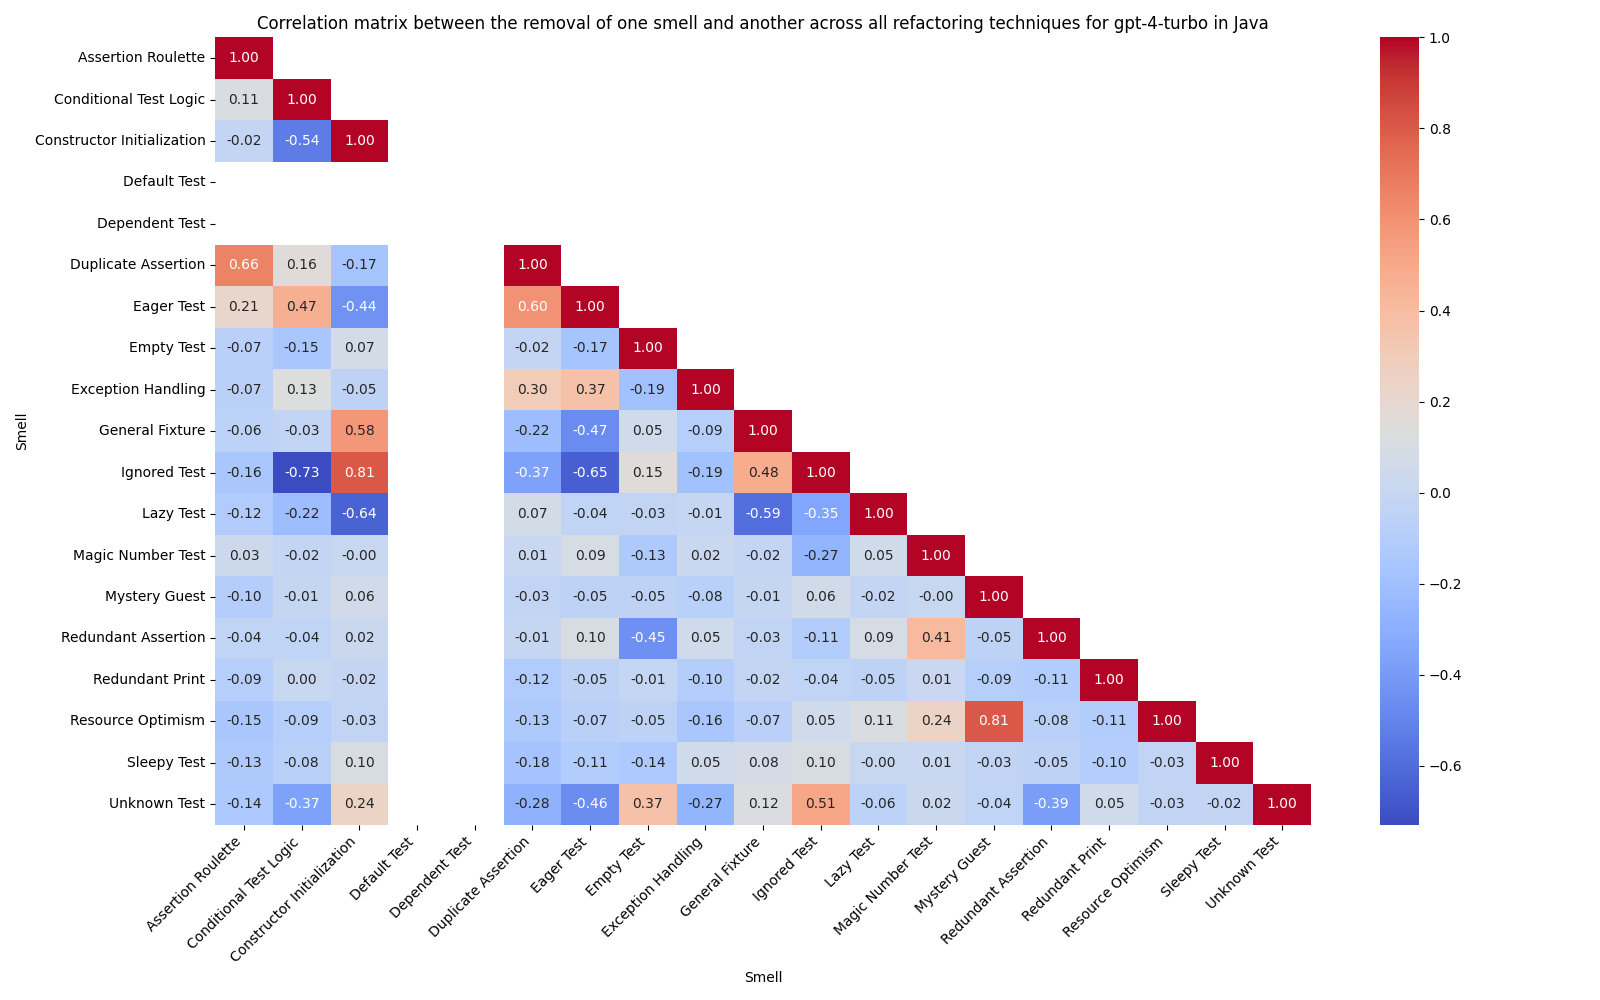 Correlation matrix between the removal of one smell and another across all refactoring techniques for gpt-4-turbo in Java
Assertion Roulette 1.00
Conditional Test Logic 0.11 1.00
Constructor Initialization -0.02 -0.54 1.00
Default Test
Dependent Test
Duplicate Assertion 0.66 0.16 -0.17 1.00
Eager Test 0.21 0.47 -0.44 0.60 1.00
Empty Test -0.07 -0.15 0.07 -0.02 -0.17 1.00
Exception Handling -0.07 0.13 -0.05 0.30 0.37 -0.19 1.00
General Fixture -0.06 -0.03 0.58 -0.22 -0.47 0.05 -0.09 1.00
Ignored Test -0.16 -0.73 0.81 -0.37 -0.65 0.15 -0.19 0.48 1.00
Lazy Test -0.12 -0.22 -0.64 0.07 -0.04 -0.03 -0.01 -0.59 -0.35 1.00
Magic Number Test 0.03 -0.02 -0.00 0.01 0.09 -0.13 0.02 -0.02 -0.27 0.05 1.00
Mystery Guest -0.10 -0.01 0.06 -0.03 -0.05 -0.05 -0.08 -0.01 0.06 -0.02 -0.00 1.00
Redundant Assertion -0.04 -0.04 0.02 -0.01 0.10 -0.45 0.05 -0.03 -0.11 0.09 0.41 -0.05 1.00
Redundant Print -0.09 0.00 -0.02 -0.12 -0.05 -0.01 -0.10 -0.02 -0.04 -0.05 0.01 -0.09 -0.11 1.00
Resource Optimism -0.15 -0.09 -0.03 -0.13 -0.07 -0.05 -0.16 -0.07 0.05 0.11 0.24 0.81 -0.08 -0.11 1.00
Sleepy Test -0.13 -0.08 0.10 -0.18 -0.11 -0.14 0.05 0.08 0.10 -0.00 0.01 -0.03 -0.05 -0.10 -0.03 1.00
Unknown Test -0.14 -0.37 0.24 -0.28 -0.46 0.37 -0.27 0.12 0.51 -0.06 0.02 -0.04 -0.39 0.05 -0.03 -0.02 1.00
Smell
Assertion Roulette
Conditional Test Logic
Constructor Initialization
Default Test
Dependent Test
Duplicate Assertion
Eager Test
Empty Test
Exception Handling
General Fixture
Ignored Test
Lazy Test
Magic Number Test
Mystery Guest
Redundant Assertion
Redundant Print
Resource Optimism
Sleepy Test
Unknown Test
Smell
1.0
0.8
0.6
0.4
0.2
0.0
−0.2
−0.4
−0.6